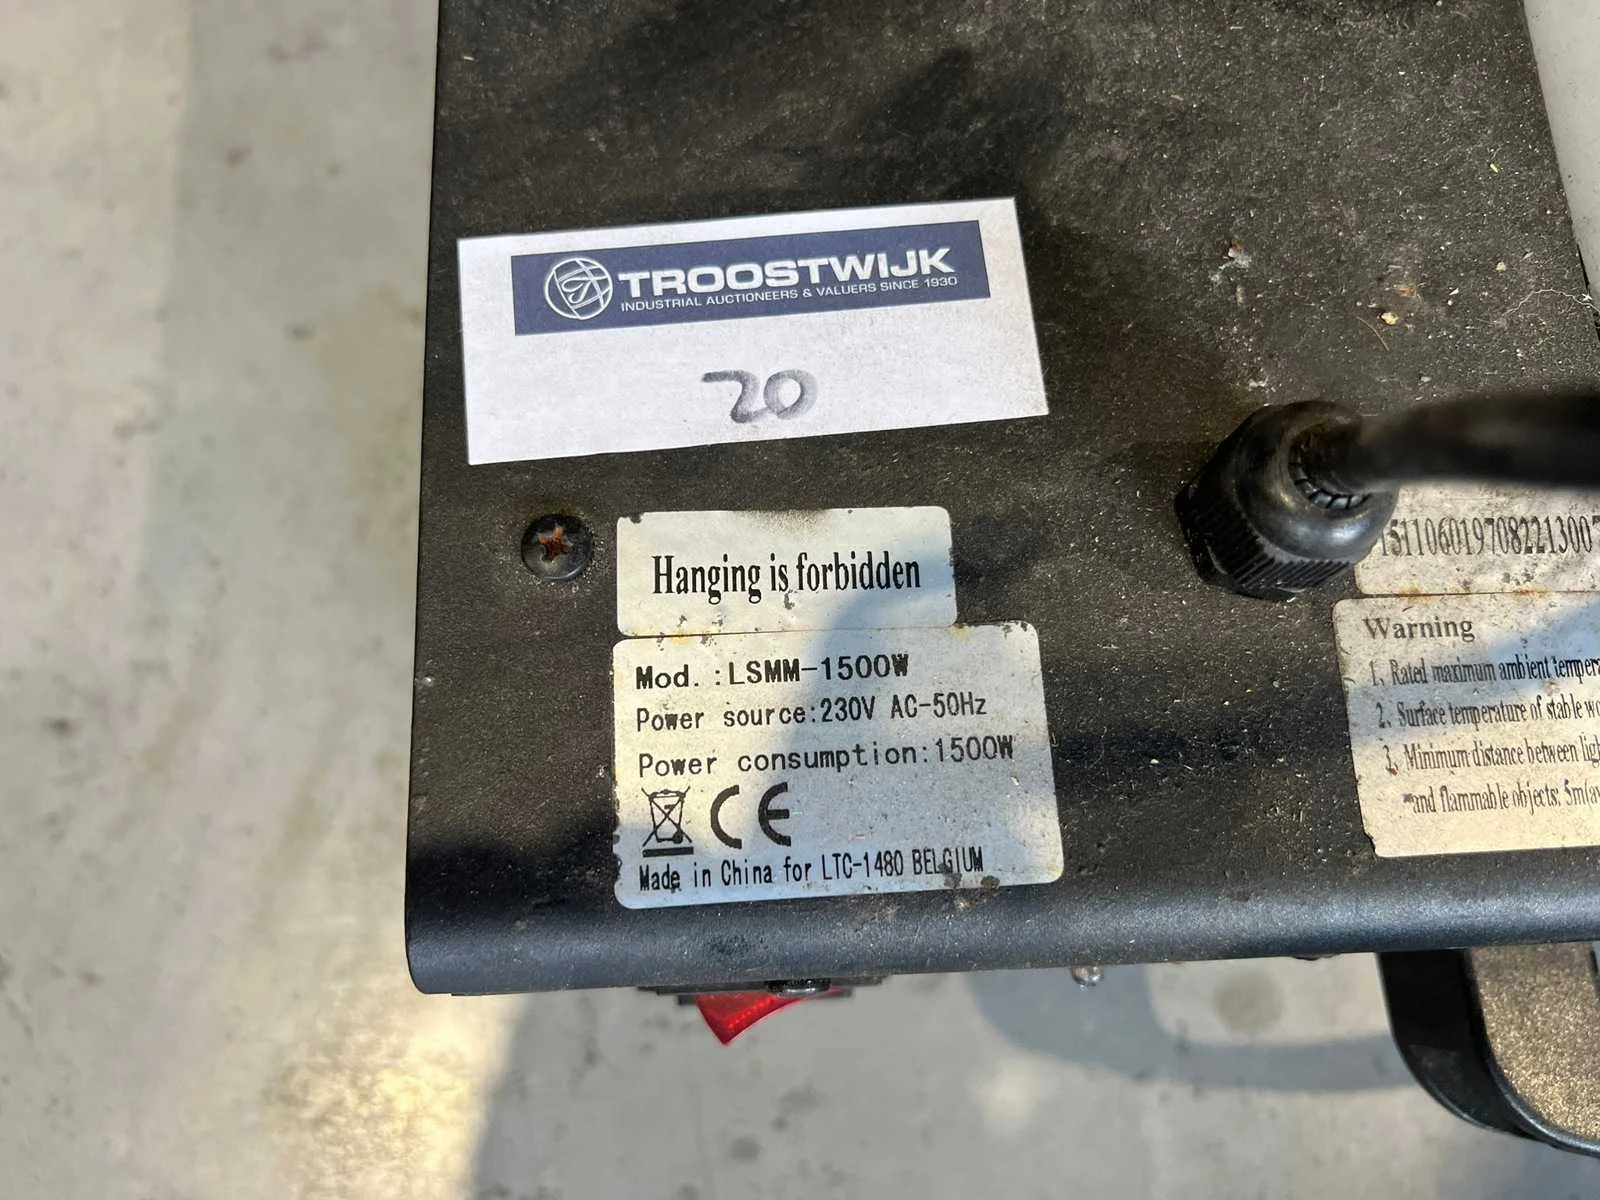 TROOSTWIJK
INDUSTRIAL AUCTIONEERS & VALUERS SINCE 1930
20
Hanging is forbidden
Mod.:LSMM-1500W
Power source:230V AC-50Hz
Power consumption:1500W
CE
Made in China for LTC-1480 BELGIUM
1511060197082213007
Warning
1、Rated maximum ambient
2、Surface temperature of stable
3、Minimum distance between
and flammable objects: 5m